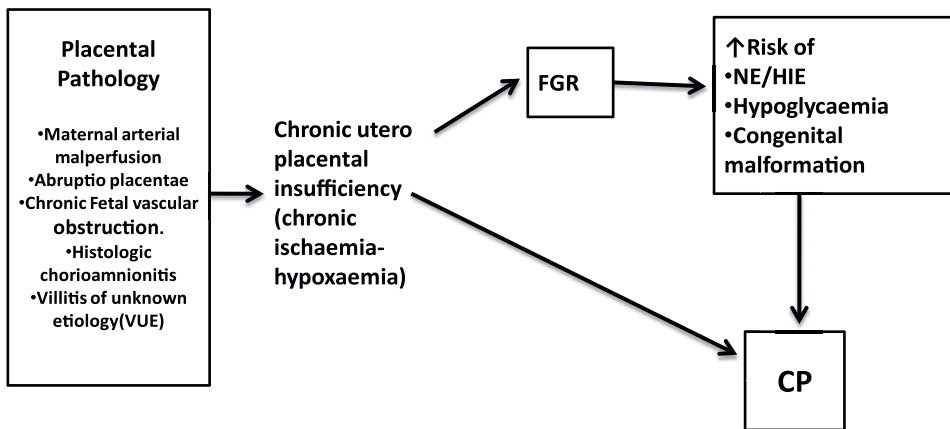 Placental
Pathology
•Maternal arterial
malperfusion
•Abruptio placentae
•Chronic Fetal vascular
obstruction.
•Histologic
chorioamnionitis
•Villitis of unknown
etiology(VUE)
Chronic utero
placental
insufficiency
(chronic
ischaemia-
hypoxaemia)
FGR
↑Risk of
•NE/HIE
•Hypoglycaemia
•Congenital
malformation
CP